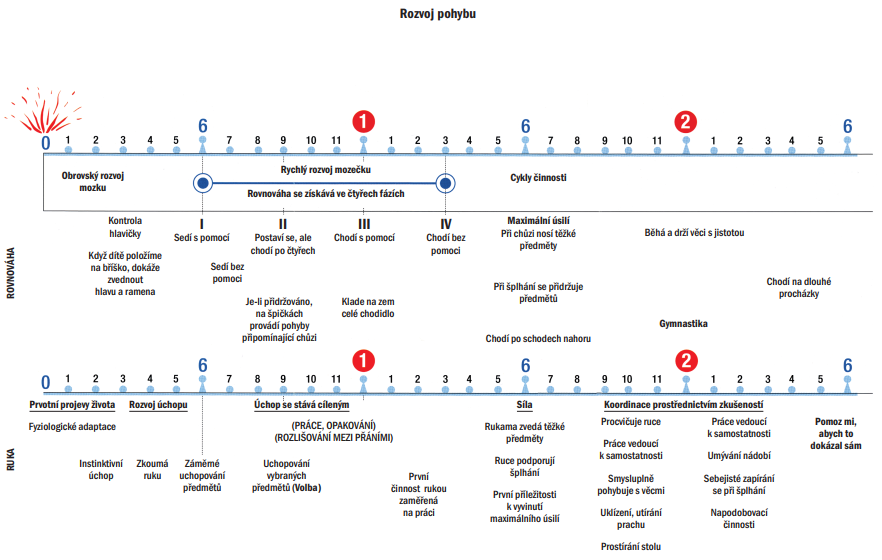 Rozvoj pohybu
0 1 2 3 4 5 6 7 8 9 10 11 1 1 2 3 4 5 6 7 8 9 10 11 2 1 2 3 4 5 6
Obrovský rozvoj
mozku
Rychlý rozvoj mozečku
Rovnováha se získává ve čtyřech fázích
Cykly činnosti
ROVNOVÁHA
Kontrola
hlavičky
Když dítě položíme
na bříško, dokáže
zvednout
hlavu a ramena
I
Sedí s pomocí
Sedí bez
pomoci
II
Postaví se, ale
chodí po čtyřech
Je-li přidržováno,
na špičkách
provádí pohyby
připomínající chůzi
III
Chodí s pomocí
Klade na zem
celé chodidlo
IV
Chodí bez
pomoci
Maximální úsilí
Při chůzi nosí těžké
předměty
Při šplhání se přidržuje
předmětů
Chodí po schodech nahoru
Běhá a drží věci s jistotou
Gymnastika
Chodí na dlouhé
procházky
0 1 2 3 4 5 6 7 8 9 10 11 1 1 2 3 4 5 6 7 8 9 10 11 2 1 2 3 4 5 6
RUKA
Prvotní projevy života
Fyziologické adaptace
Instinktivní
úchop
Rozvoj úchopu
Zkoumá
ruku
Záměrné
uchopování
předmětů
Úchop se stává cíleným
(PRÁCE, OPAKOVÁNÍ)
(ROZLIŠOVÁNÍ MEZI PŘÁNÍMI)
Uchopování
vybraných
předmětů (Volba)
První
činnost rukou
zaměřená
na práci
Síla
Rukama zvedá těžké
předměty
Ruce podporují
šplhání
První příležitosti
k vyvinutí
maximálního úsilí
Koordinace prostřednictvím zkušeností
Procvičuje ruce
Práce vedoucí
k samostatnosti
Smysluplně
pohybuje s věcmi
Uklízení, utírání
prachu
Prostírání stolu
Práce vedoucí
k samostatnosti
Umývání nádobí
Sebejisté zapírání
se při šplhání
Napodobovací
činnosti
Pomoz mi,
abych to
dokázal sám